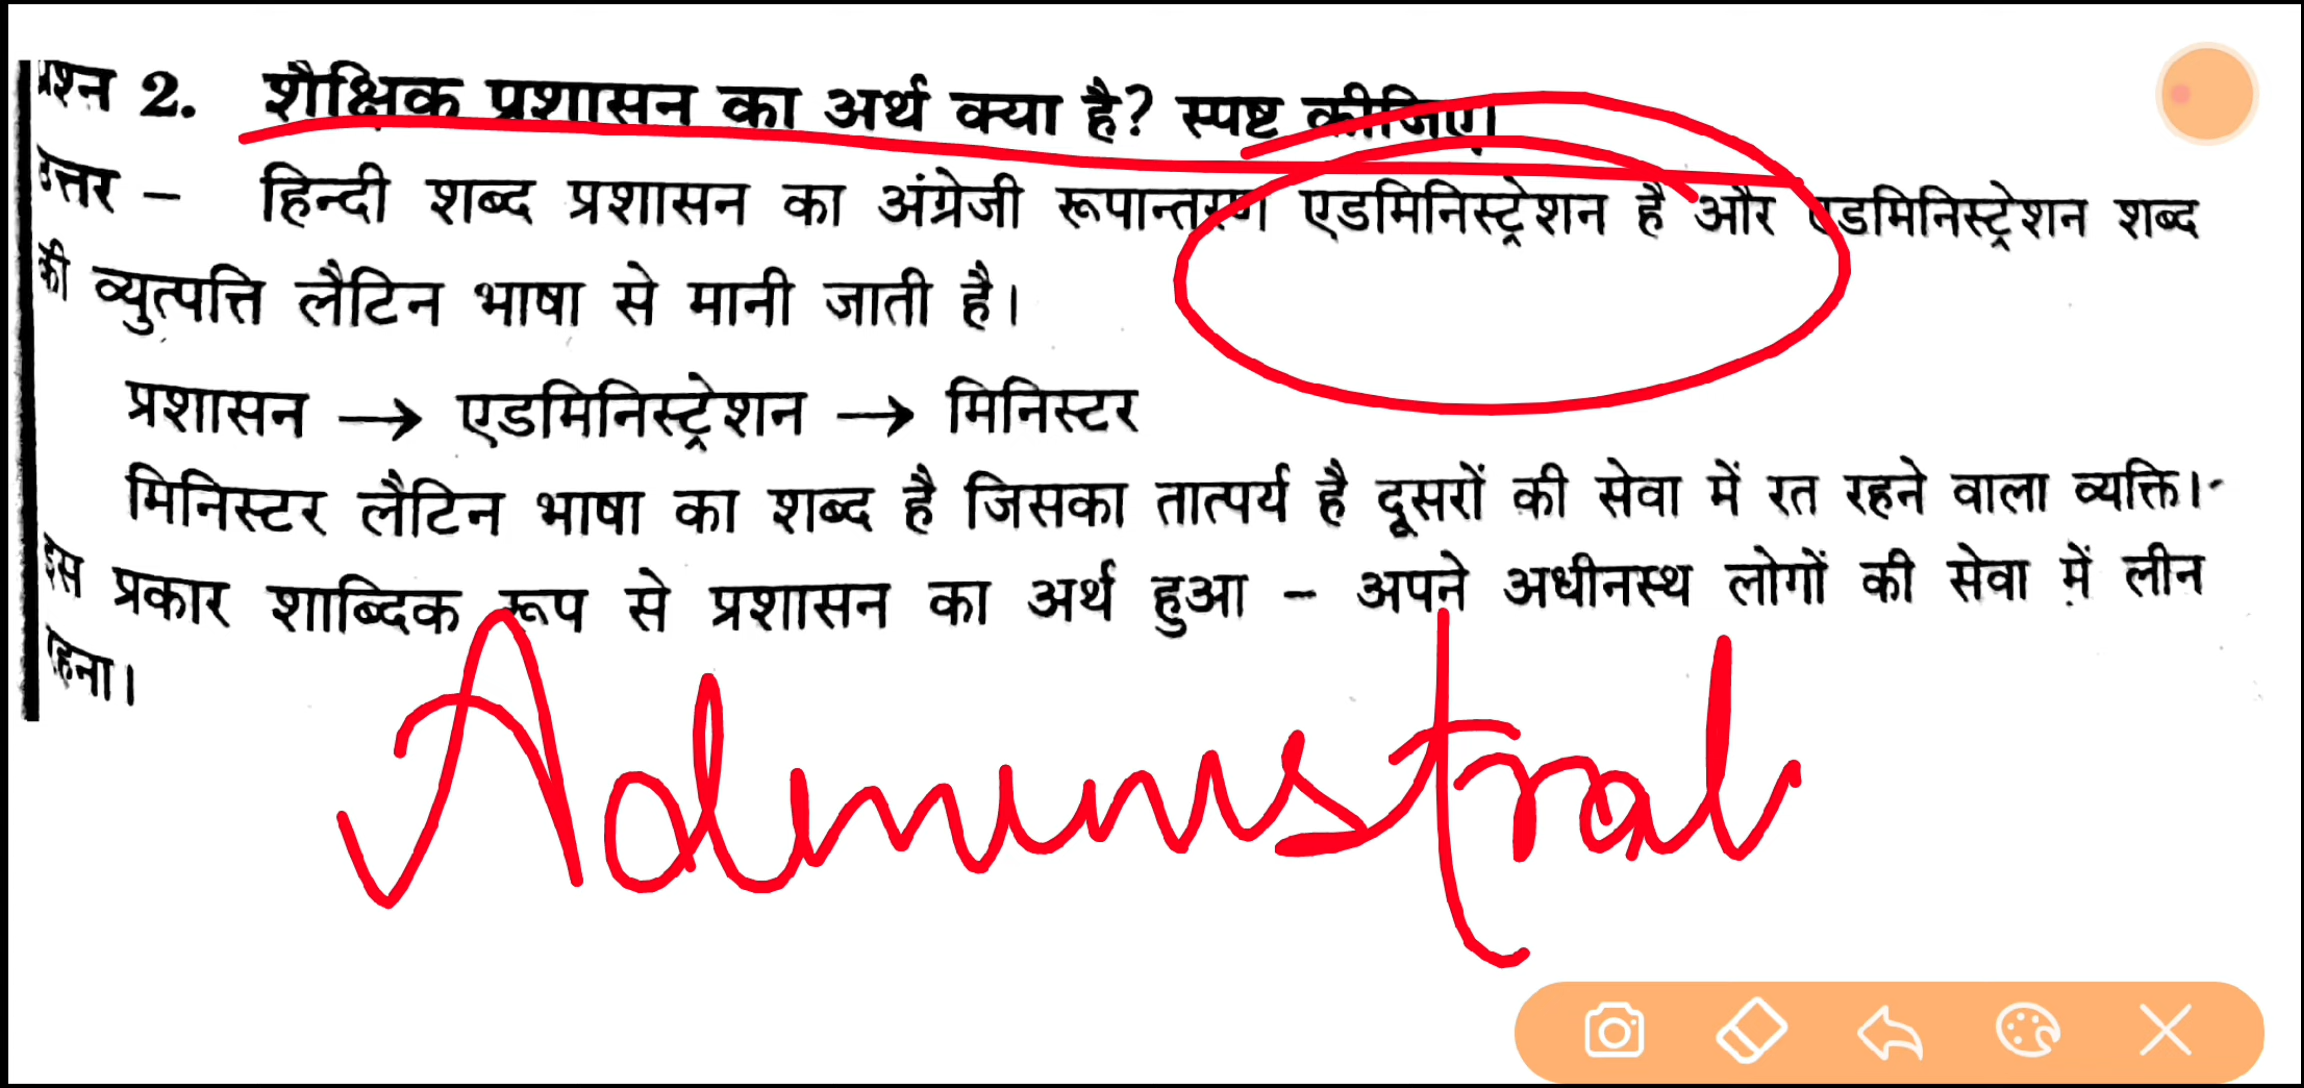 प्रश्न 2. शैक्षिक प्रशासन का अर्थ क्या है? स्पष्ट कीजिए।
उत्तर – हिन्दी शब्द प्रशासन का अंग्रेजी रूपान्तरण एडमिनिस्ट्रेशन है और एडमिनिस्ट्रेशन शब्द
की व्युत्पत्ति लैटिन भाषा से मानी जाती है।
प्रशासन → एडमिनिस्ट्रेशन → मिनिस्टर
मिनिस्टर लैटिन भाषा का शब्द है जिसका तात्पर्य है दूसरों की सेवा में रत रहने वाला व्यक्ति।
इस प्रकार शाब्दिक रूप से प्रशासन का अर्थ हुआ – अपने अधीनस्थ लोगों की सेवा में लीन
रहना।